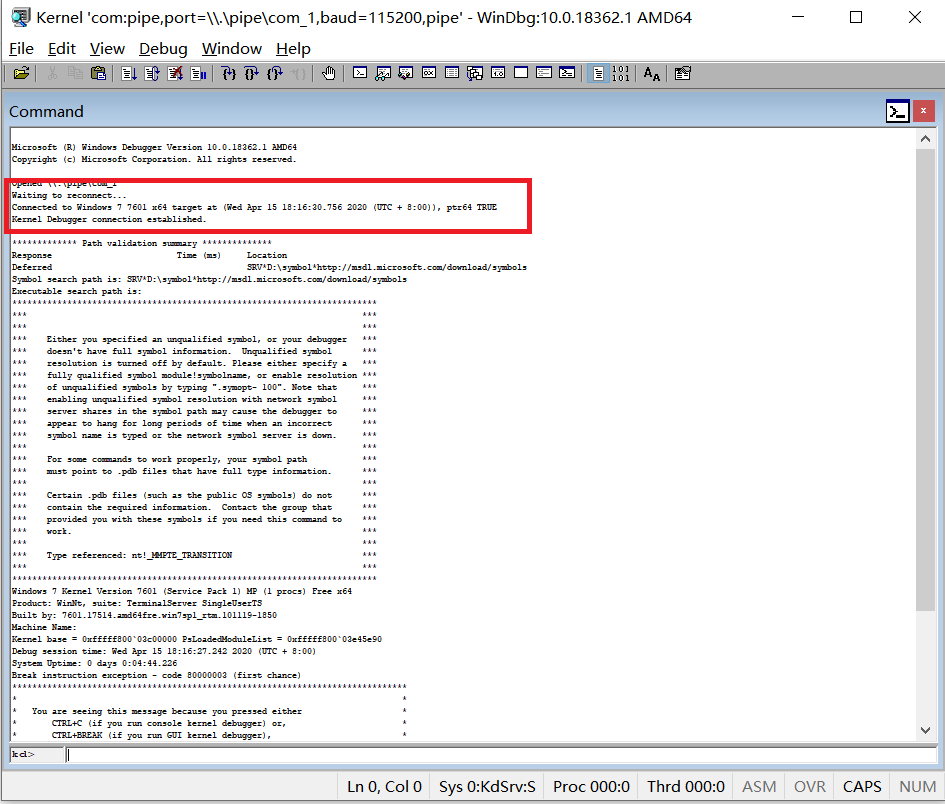 Kernel 'com:pipe,port=\\.\pipe\com_1,baud=115200,pipe' - WinDbg:10.0.18362.1 AMD64
File Edit View Debug Window Help
Command
Microsoft (R) Windows Debugger Version 10.0.18362.1 AMD64
Copyright (c) Microsoft Corporation. All rights reserved.
Opened \\.\pipe\com_1
Waiting to reconnect...
Connected to Windows 7 7601 x64 target at (Wed Apr 15 18:16:30.756 2020 (UTC + 8:00)), ptr64 TRUE
Kernel Debugger connection established.
************* Path validation summary **************
Response Time (ms) Location
Deferred SRV*D:\symbol*http://msdl.microsoft.com/download/symbols
Symbol search path is: SRV*D:\symbol*http://msdl.microsoft.com/download/symbols
Executable search path is:
*************************************************************************
*** ***
*** ***
*** Either you specified an unqualified symbol, or your debugger ***
*** doesn't have full symbol information. Unqualified symbol ***
*** resolution is turned off by default. Please either specify a ***
*** fully qualified symbol module!symbolname, or enable resolution ***
*** of unqualified symbols by typing ".symopt- 100". Note that ***
*** enabling unqualified symbol resolution with network symbol ***
*** server shares in the symbol path may cause the debugger to ***
*** appear to hang for long periods of time when an incorrect ***
*** symbol name is typed or the network symbol server is down. ***
*** ***
*** For some commands to work properly, your symbol path ***
*** must point to .pdb files that have full type information. ***
*** ***
*** Certain .pdb files (such as the public OS symbols) do not ***
*** contain the required information. Contact the group that ***
*** provided you with these symbols if you need this command to ***
*** work. ***
*** ***
*** Type referenced: nt!_MMPTE_TRANSITION ***
*** ***
*************************************************************************
Windows 7 Kernel Version 7601 (Service Pack 1) MP (1 procs) Free x64
Product: WinNt, suite: TerminalServer SingleUserTS
Built by: 7601.17514.amd64fre.win7sp1_rtm.101119-1850
Machine Name:
Kernel base = 0xfffff800`03c00000 PsLoadedModuleList = 0xfffff800`03e45e90
Debug session time: Wed Apr 15 18:16:27.242 2020 (UTC + 8:00)
System Uptime: 0 days 0:04:44.226
Break instruction exception - code 80000003 (first chance)
*******************************************************************************
* *
* You are seeing this message because you pressed either *
* CTRL+C (if you run console kernel debugger) or, *
* CTRL+BREAK (if you run GUI kernel debugger), *
kd>
Ln 0, Col 0 Sys 0:KdSrv:S Proc 000:0 Thrd 000:0 ASM OVR CAPS NUM